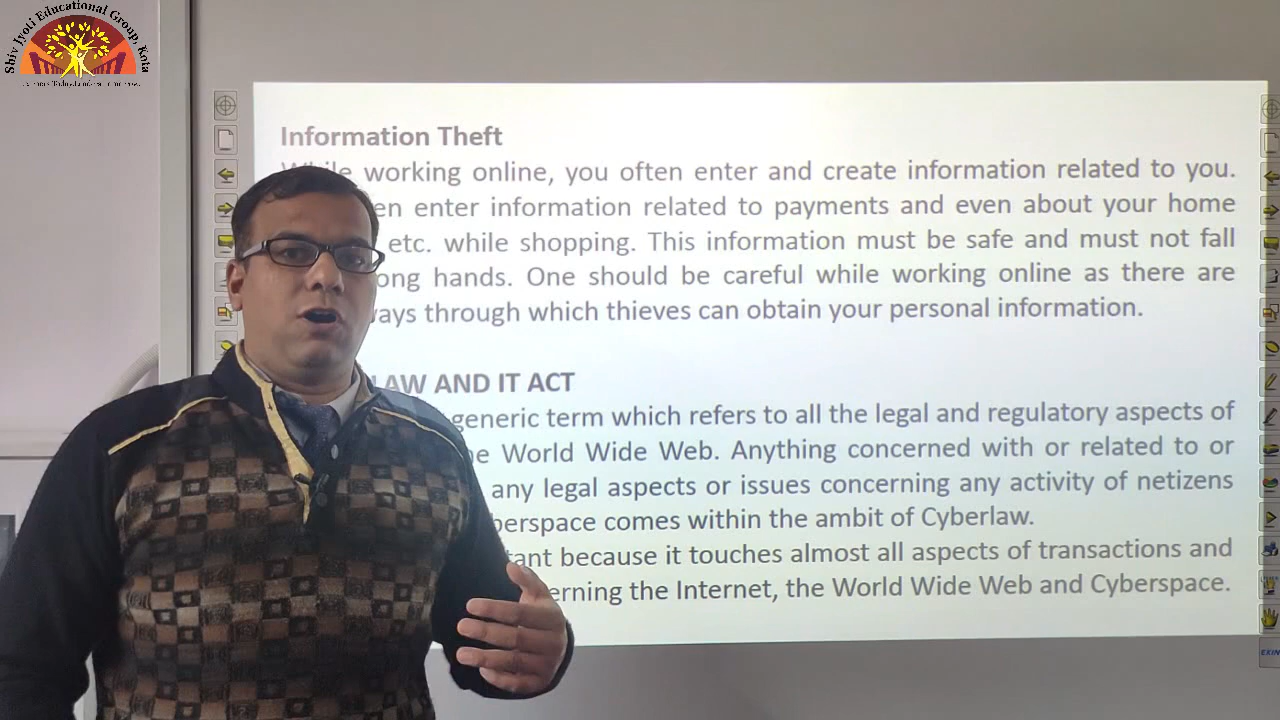 Shiv Jyoti Educational Group, Kota
Information Theft
While working online, you often enter and create information related to you.
en enter information related to payments and even about your home
etc. while shopping. This information must be safe and must not fall
ong hands. One should be careful while working online as there are
ays through which thieves can obtain your personal information.
LAW AND IT ACT
generic term which refers to all the legal and regulatory aspects of
e World Wide Web. Anything concerned with or related to or
any legal aspects or issues concerning any activity of netizens
berspace comes within the ambit of Cyberlaw.
tant because it touches almost all aspects of transactions and
erning the Internet, the World Wide Web and Cyberspace.